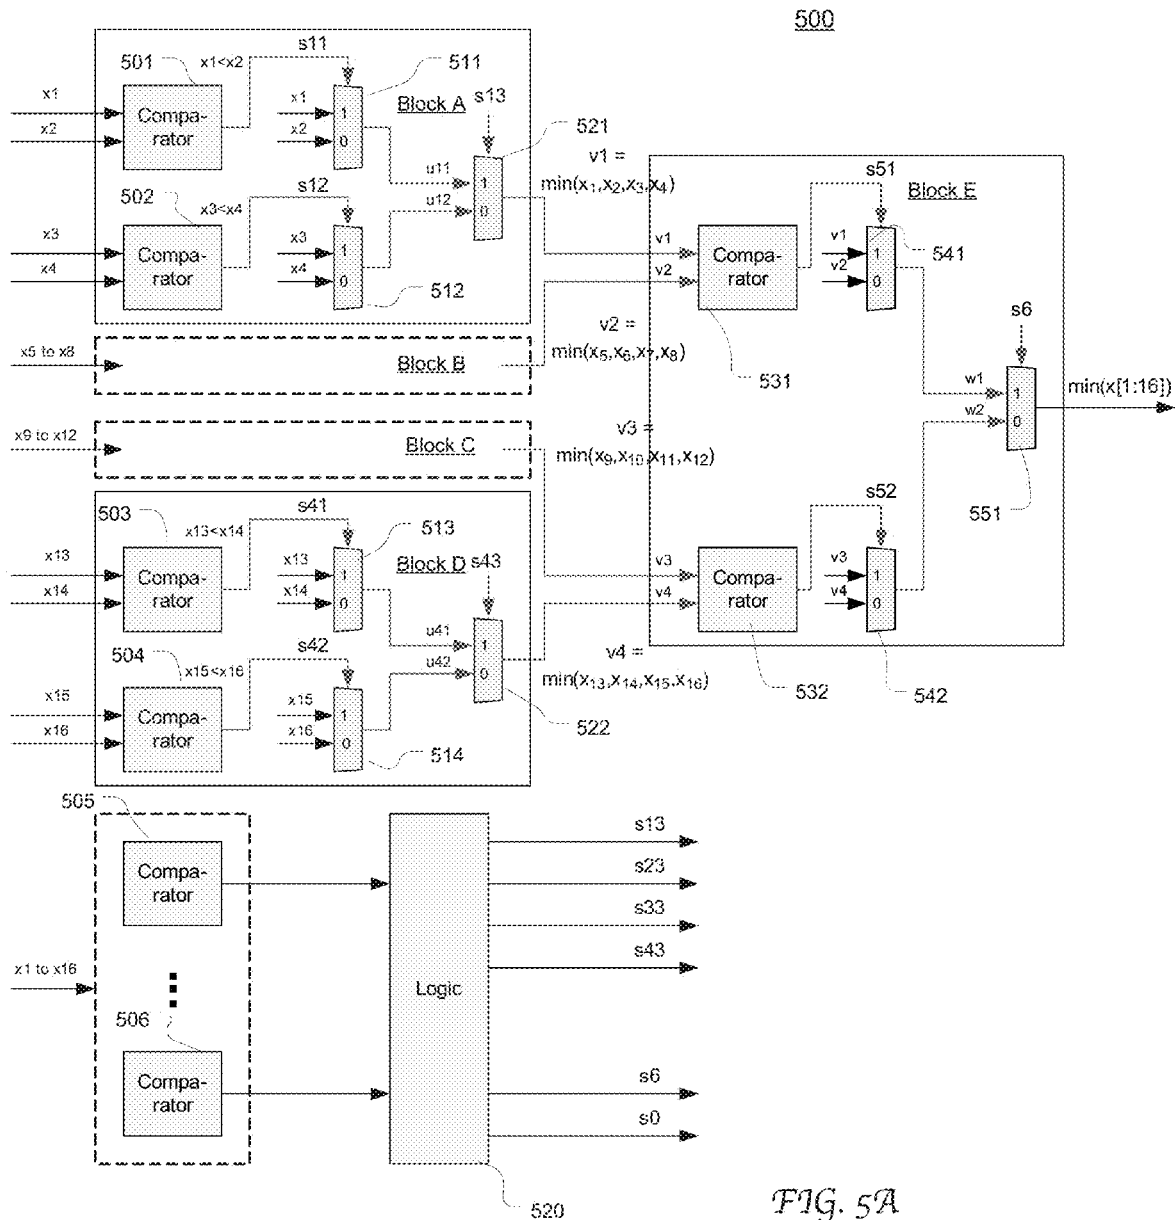 500
501
x1<x2
s11
511
x1
x2
Compa-
rator
x1
x2
1
0
Block A
s13
521
u11
u12
1
0
v1 =
min(x1,x2,x3,x4)
502
x3<x4
s12
x3
x4
Compa-
rator
x3
x4
1
0
512
s51
Block E
v1
v2
Compa-
rator
v1
v2
1
0
541
531
x5 to x8
Block B
v2 =
min(x5,x6,x7,x8)
s6
w1
w2
1
0
min(x[1:16])
551
x9 to x12
Block C
v3 =
min(x9,x10,x11,x12)
503
x13<x14
s41
513
x13
x14
Compa-
rator
x13
x14
1
0
Block D
s43
u41
u42
1
0
522
s52
v3
v4
Compa-
rator
v3
v4
1
0
532
542
504
x15<x16
s42
x15
x16
Compa-
rator
x15
x16
1
0
514
v4 =
min(x13,x14,x15,x16)
505
Compa-
rator
x1 to x16
506
Compa-
rator
Logic
s13
s23
s33
s43
s6
s0
520
FIG. 5A